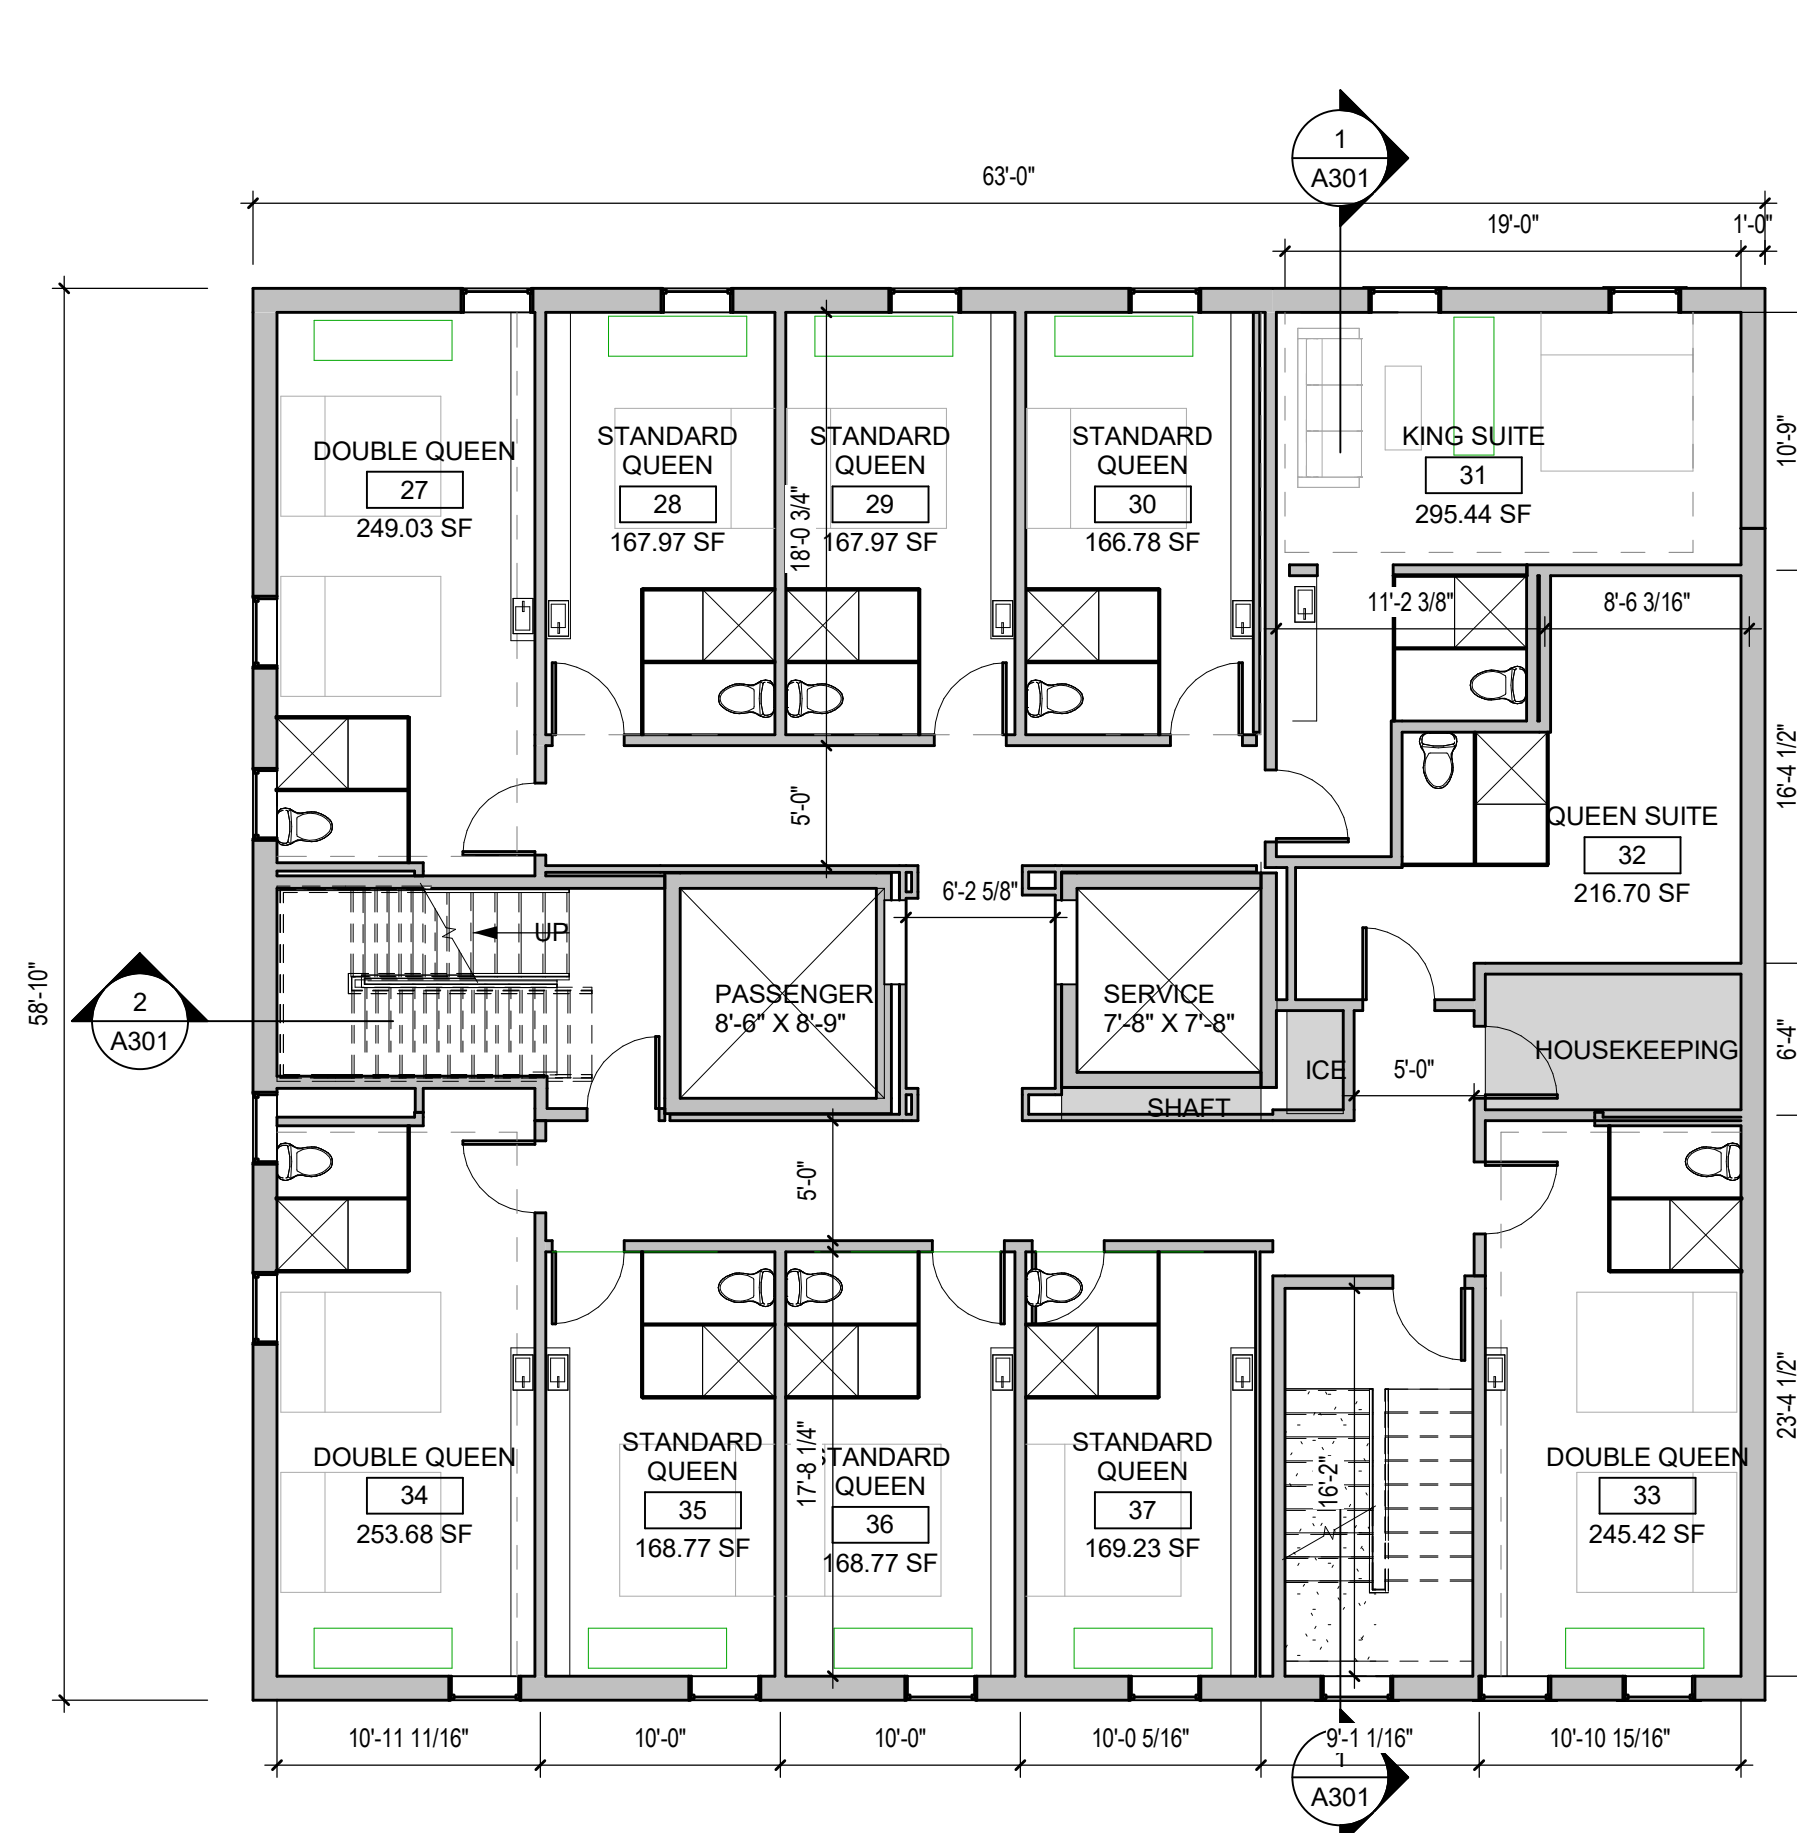 1
A301
63'-0"
19'-0"
1'-0"
DOUBLE QUEEN
27
249.03 SF
STANDARD
QUEEN
28
167.97 SF
18'-0 3/4"
STANDARD
QUEEN
29
167.97 SF
STANDARD
QUEEN
30
166.78 SF
KING SUITE
31
295.44 SF
10'-9"
11'-2 3/8"
8'-6 3/16"
16'-4 1/2"
5'-0"
QUEEN SUITE
32
216.70 SF
6'-2 5/8"
UP
58'-10"
2
A301
PASSENGER
8'-6" X 8'-9"
SERVICE
7'-8" X 7'-8"
ICE
5'-0"
HOUSEKEEPING
6'-4"
SHAFT
5'-0"
DOUBLE QUEEN
34
253.68 SF
STANDARD
QUEEN
35
168.77 SF
17'-8 1/4"
STANDARD
QUEEN
36
168.77 SF
STANDARD
QUEEN
37
169.23 SF
16'-2"
DOUBLE QUEEN
33
245.42 SF
23'-4 1/2"
10'-11 11/16"
10'-0"
10'-0"
10'-0 5/16"
9'-1 1/16"
10'-10 15/16"
1
A301